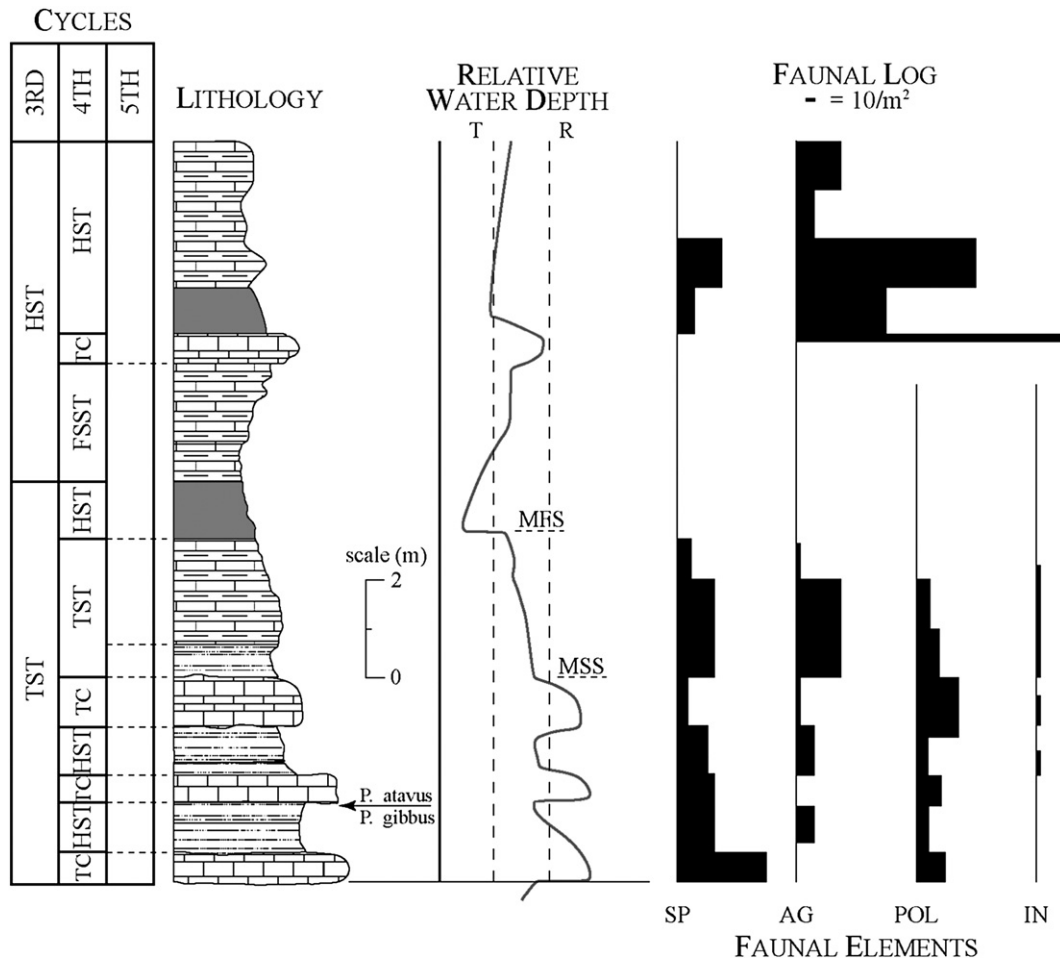 CYCLES
3RD
4TH
5TH
LITHOLOGY
RELATIVE
WATER DEPTH
T R
FAUNAL LOG
- = 10/m²
HST
TST
HST
TC
FSST
HST
TST
TC
HST
TC
HST
TC
scale (m)
2
0
MFS
MSS
P. atavus
P. gibbus
SP AG POL IN
FAUNAL ELEMENTS